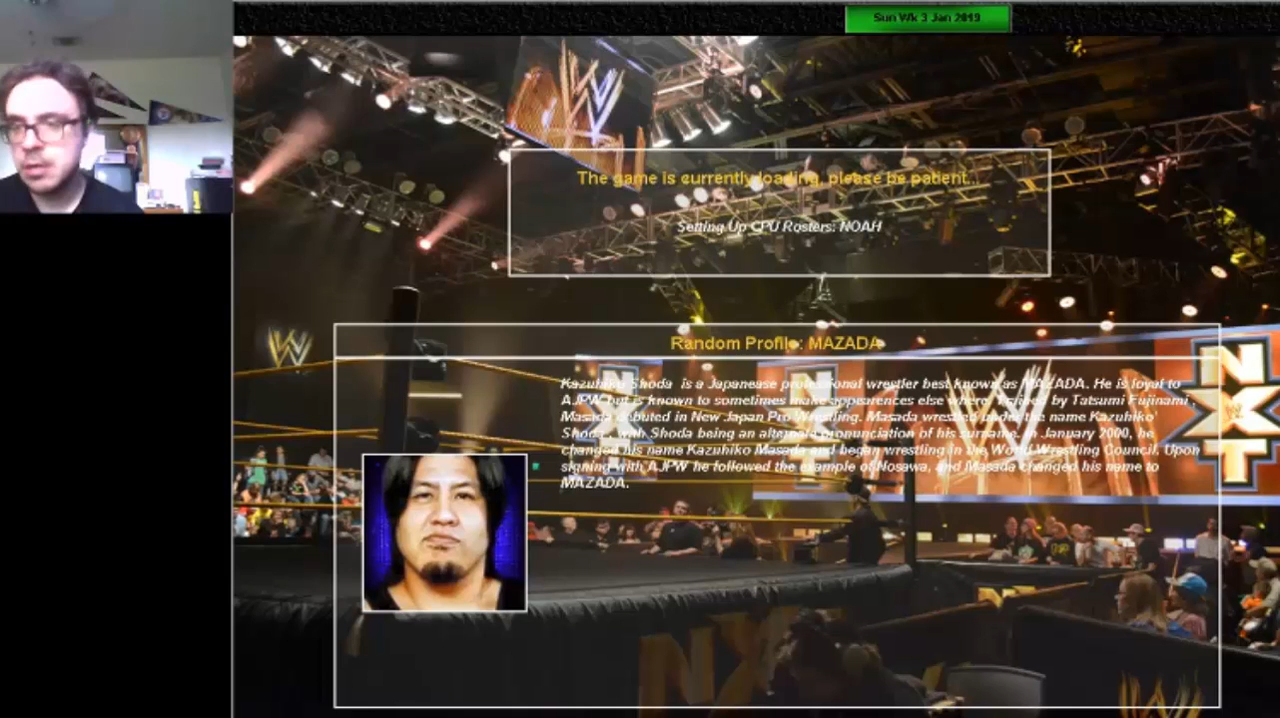 Sun Wk 3 Jan 2019
The game is currently loading, please be patient...
Setting Up CPU Rosters: NOAH
Random Profile: MAZADA
Kazuhiko Shoda is a Japanease professional wrestler best known as MAZADA. He is loyal to
AJPW but is known to sometimes make appearences else where. Trained by Tatsumi Fujinami,
Masada debuted in New Japan Pro Wrestling. Masada wrestled under the name Kazuhiko
Shoda, with Shoda being an alternate pronunciation of his surname. In January 2000, he
changed his name Kazuhiko Masada and began wrestling in the World Wrestling Council. Upon
signing with AJPW he followed the example of Nosawa, and Masada changed his name to
MAZADA.
W
N
X
T
NX
W